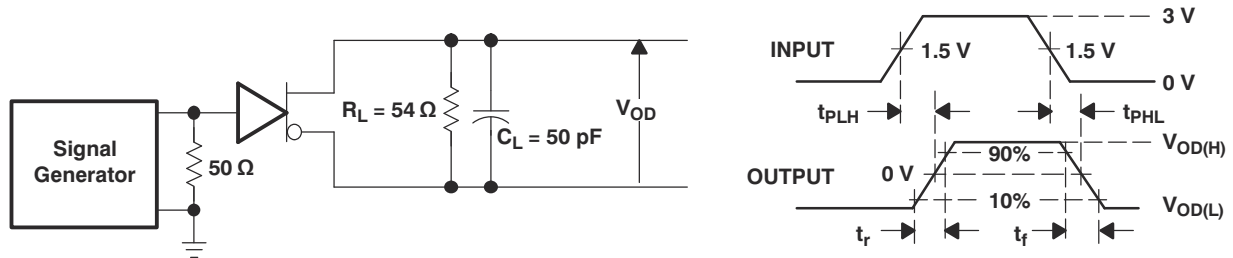 Signal
Generator
50 Ω
R_L = 54 Ω
C_L = 50 pF
V_OD
INPUT
3 V
1.5 V
1.5 V
0 V
t_PLH
t_PHL
OUTPUT
0 V
90%
10%
V_OD(H)
V_OD(L)
t_r
t_f